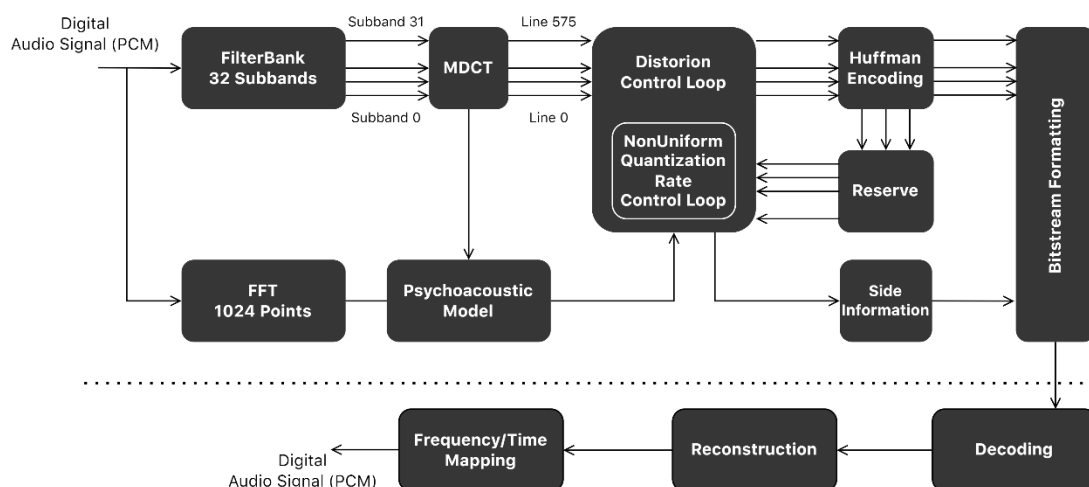 Digital
Audio Signal (PCM)
FilterBank
32 Subbands
Subband 31
Subband 0
MDCT
Line 575
Line 0
Distorion
Control Loop
NonUniform
Quantization
Rate
Control Loop
Huffman
Encoding
Reserve
Bitstream Formatting
FFT
1024 Points
Psychoacoustic
Model
Side
Information
Digital
Audio Signal (PCM)
Frequency/Time
Mapping
Reconstruction
Decoding